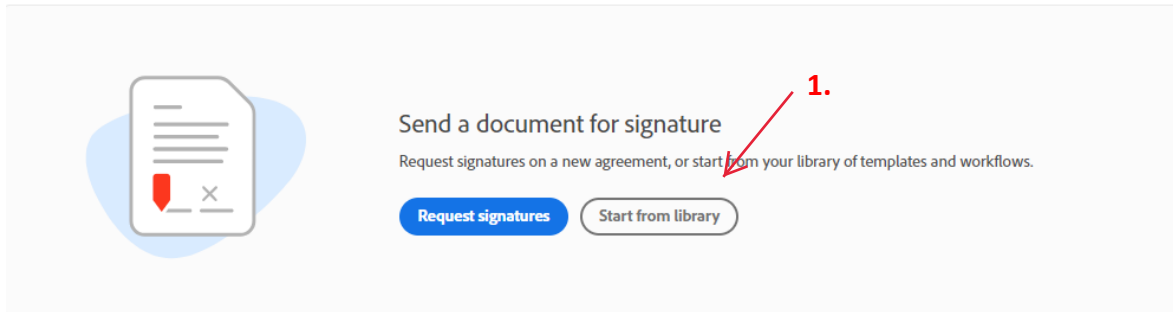 1.
Send a document for signature
Request signatures on a new agreement, or start from your library of templates and workflows.
Request signatures
Start from library